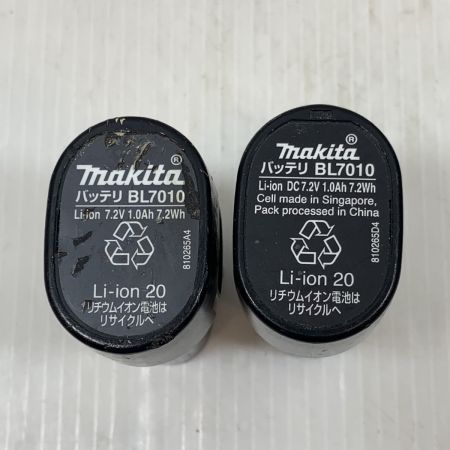 makita®
バッテリ BL7010
Li-ion 7.2V 1.0Ah 7.2Wh
810265A4
Li-ion 20
リチウムイオン電池は
リサイクルへ
makita®
バッテリ BL7010
Li-ion DC 7.2V 1.0Ah 7.2Wh
Cell made in Singapore,
Pack processed in China
810265D4
Li-ion 20
リチウムイオン電池は
リサイクルへ